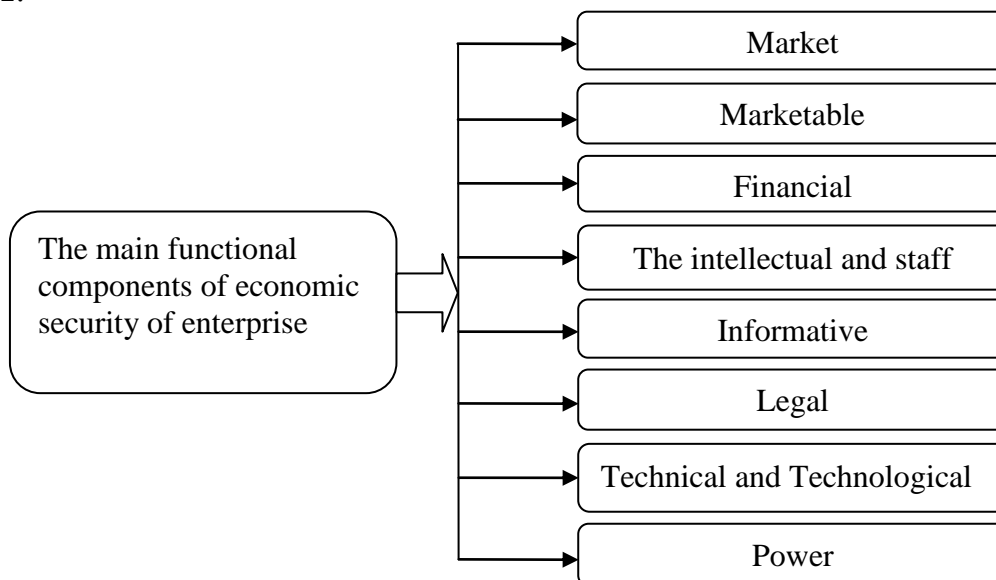 The main functional
components of economic
security of enterprise
Market
Marketable
Financial
The intellectual and staff
Informative
Legal
Technical and Technological
Power